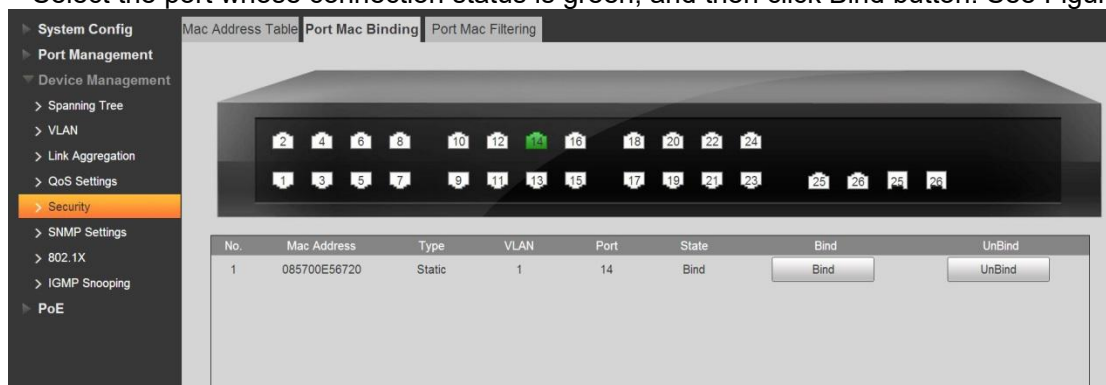 Select the port whose connection status is green, and then click Bind button. See Figu
System Config
Port Management
Device Management
> Spanning Tree
> VLAN
> Link Aggregation
> QoS Settings
> Security
> SNMP Settings
> 802.1X
> IGMP Snooping
PoE
Mac Address Table Port Mac Binding Port Mac Filtering
2 4 6 8 10 12 14 16 18 20 22 24
1 3 5 7 9 11 13 15 17 19 21 23 25 26 25 26
No. Mac Address Type VLAN Port State Bind UnBind
1 085700E56720 Static 1 14 Bind Bind UnBind